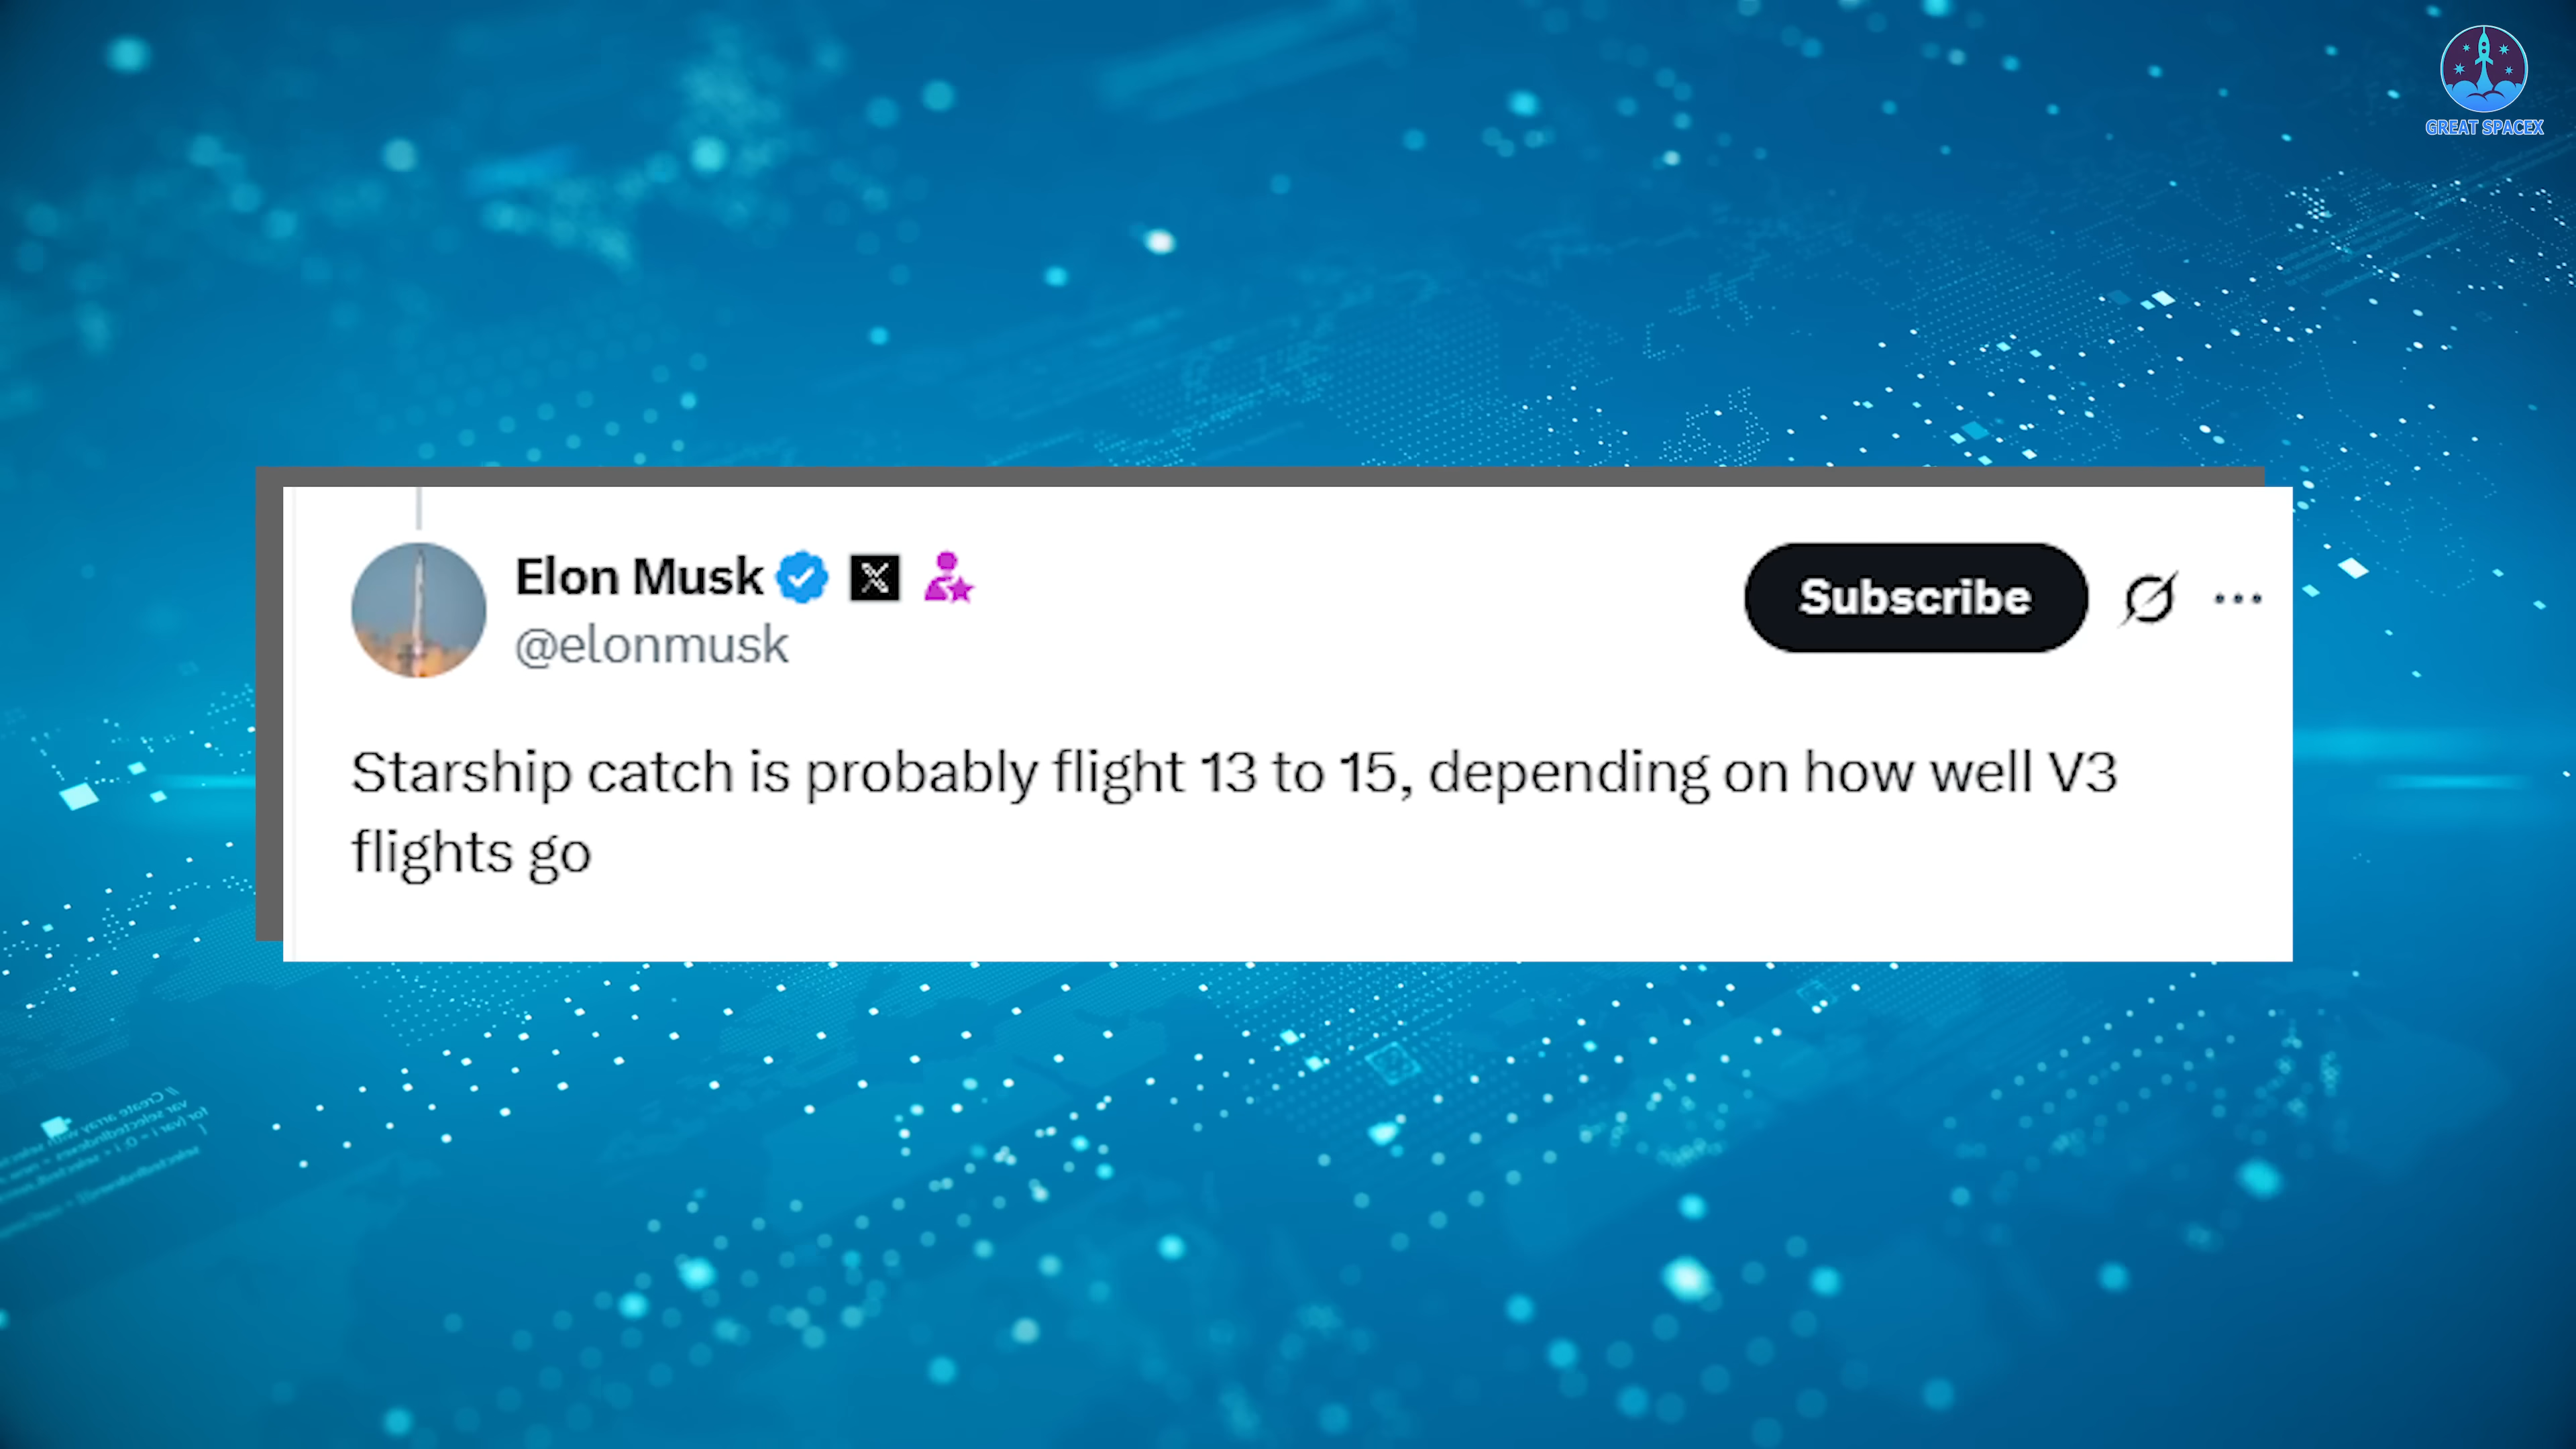 GREAT SPACEX
Elon Musk
@elonmusk
Subscribe
Starship catch is probably flight 13 to 15, depending on how well V3
flights go